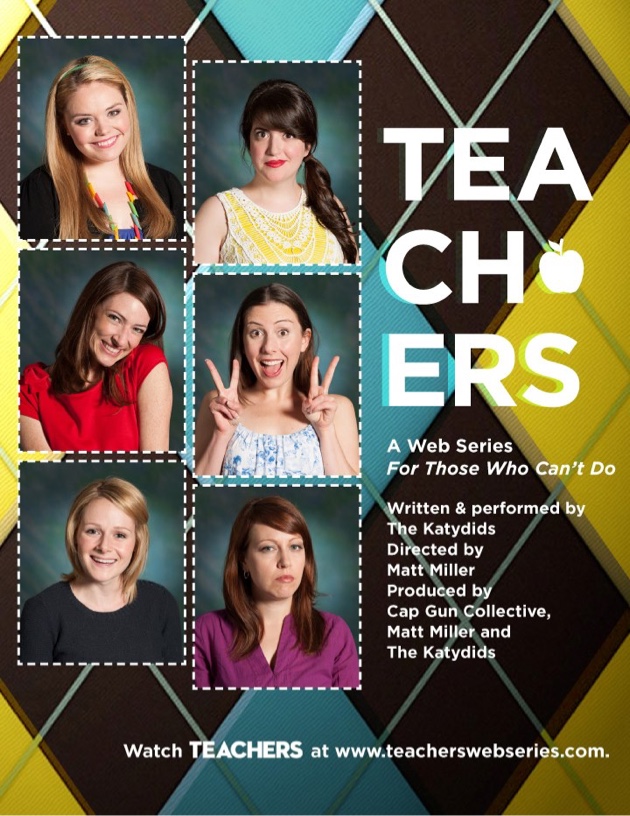 TEA
CH
ERS
A Web Series
For Those Who Can't Do
Written & performed by
The Katydids
Directed by
Matt Miller
Produced by
Cap Gun Collective,
Matt Miller and
The Katydids
Watch TEACHERS at www.teacherswebseries.com.